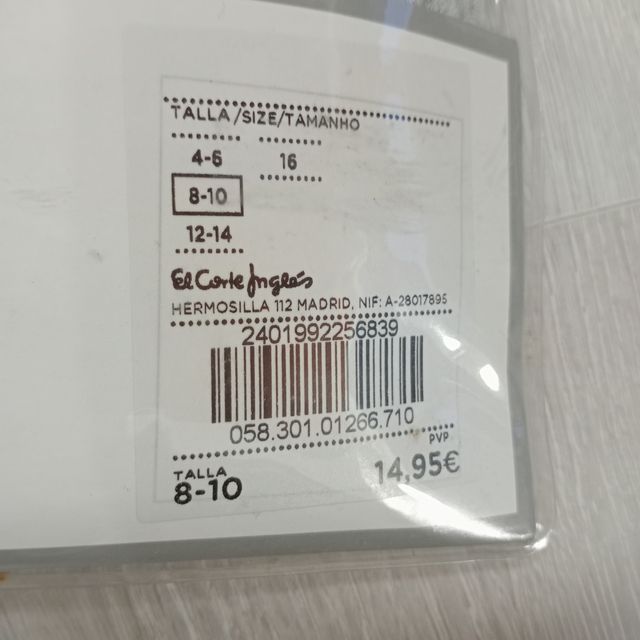 TALLA/SIZE/TAMANHO
4-6 16
8-10
12-14
El Corte Inglés
HERMOSILLA 112 MADRID, NIF: A-28017895
2401992256839
058.301.01266.710
PVP
TALLA 14,95€
8-10